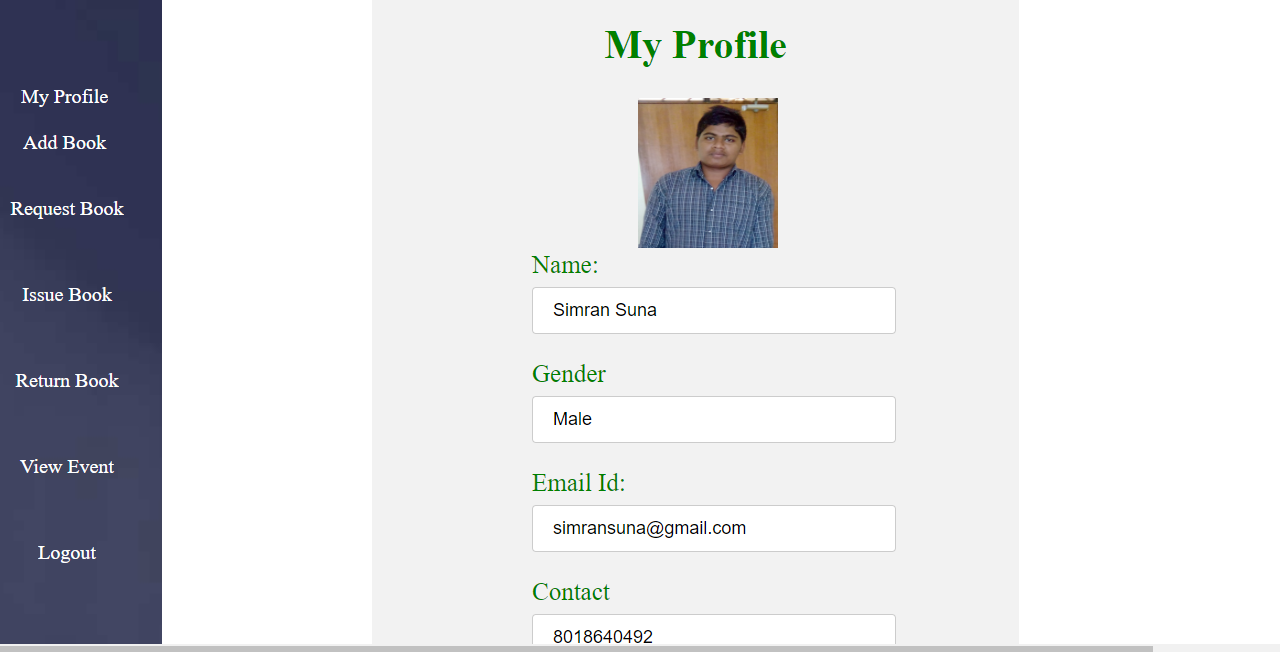 My Profile
Add Book
Request Book
Issue Book
Return Book
View Event
Logout
My Profile
Name:
Simran Suna
Gender
Male
Email Id:
simransuna@gmail.com
Contact
8018640492